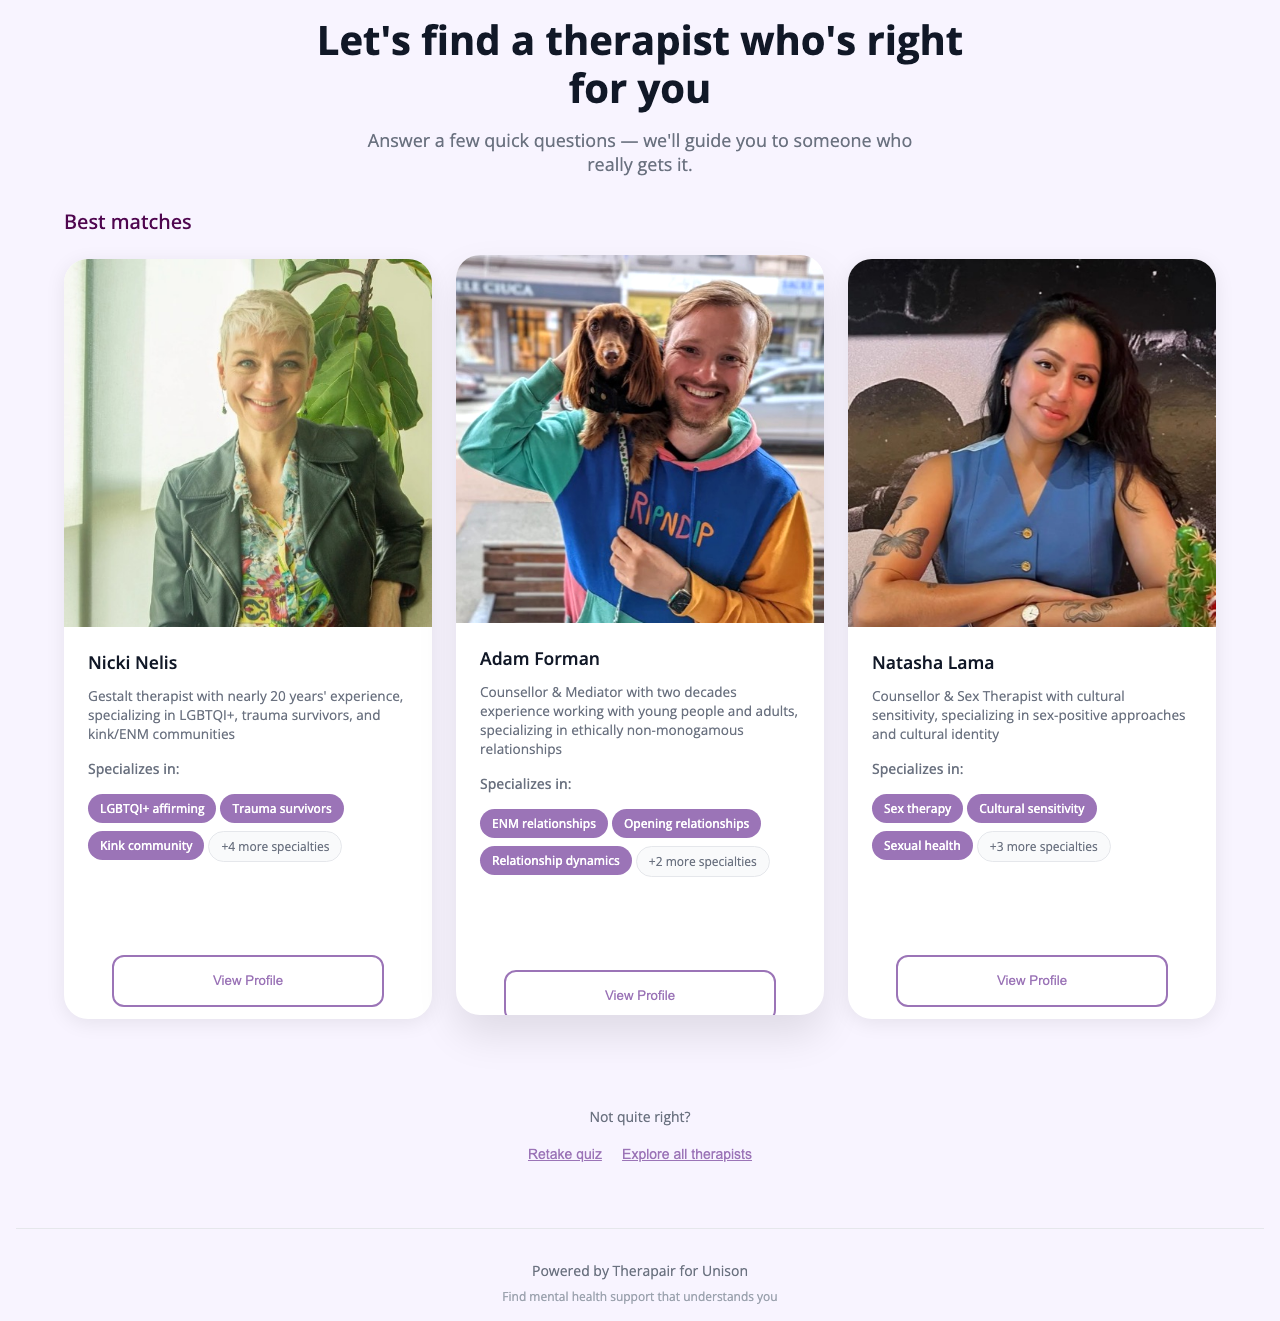 Let's find a therapist who's right
for you
Answer a few quick questions — we'll guide you to someone who
really gets it.
Best matches
LE CIUCA
RIPNDIP
Nicki Nelis
Gestalt therapist with nearly 20 years' experience,
specializing in LGBTQI+, trauma survivors, and
kink/ENM communities
Specializes in:
LGBTQI+ affirming
Trauma survivors
Kink community
+4 more specialties
View Profile
Adam Forman
Counsellor & Mediator with two decades
experience working with young people and adults,
specializing in ethically non-monogamous
relationships
Specializes in:
ENM relationships
Opening relationships
Relationship dynamics
+2 more specialties
View Profile
Natasha Lama
Counsellor & Sex Therapist with cultural
sensitivity, specializing in sex-positive approaches
and cultural identity
Specializes in:
Sex therapy
Cultural sensitivity
Sexual health
+3 more specialties
View Profile
Not quite right?
Retake quiz
Explore all therapists
Powered by Therapair for Unison
Find mental health support that understands you